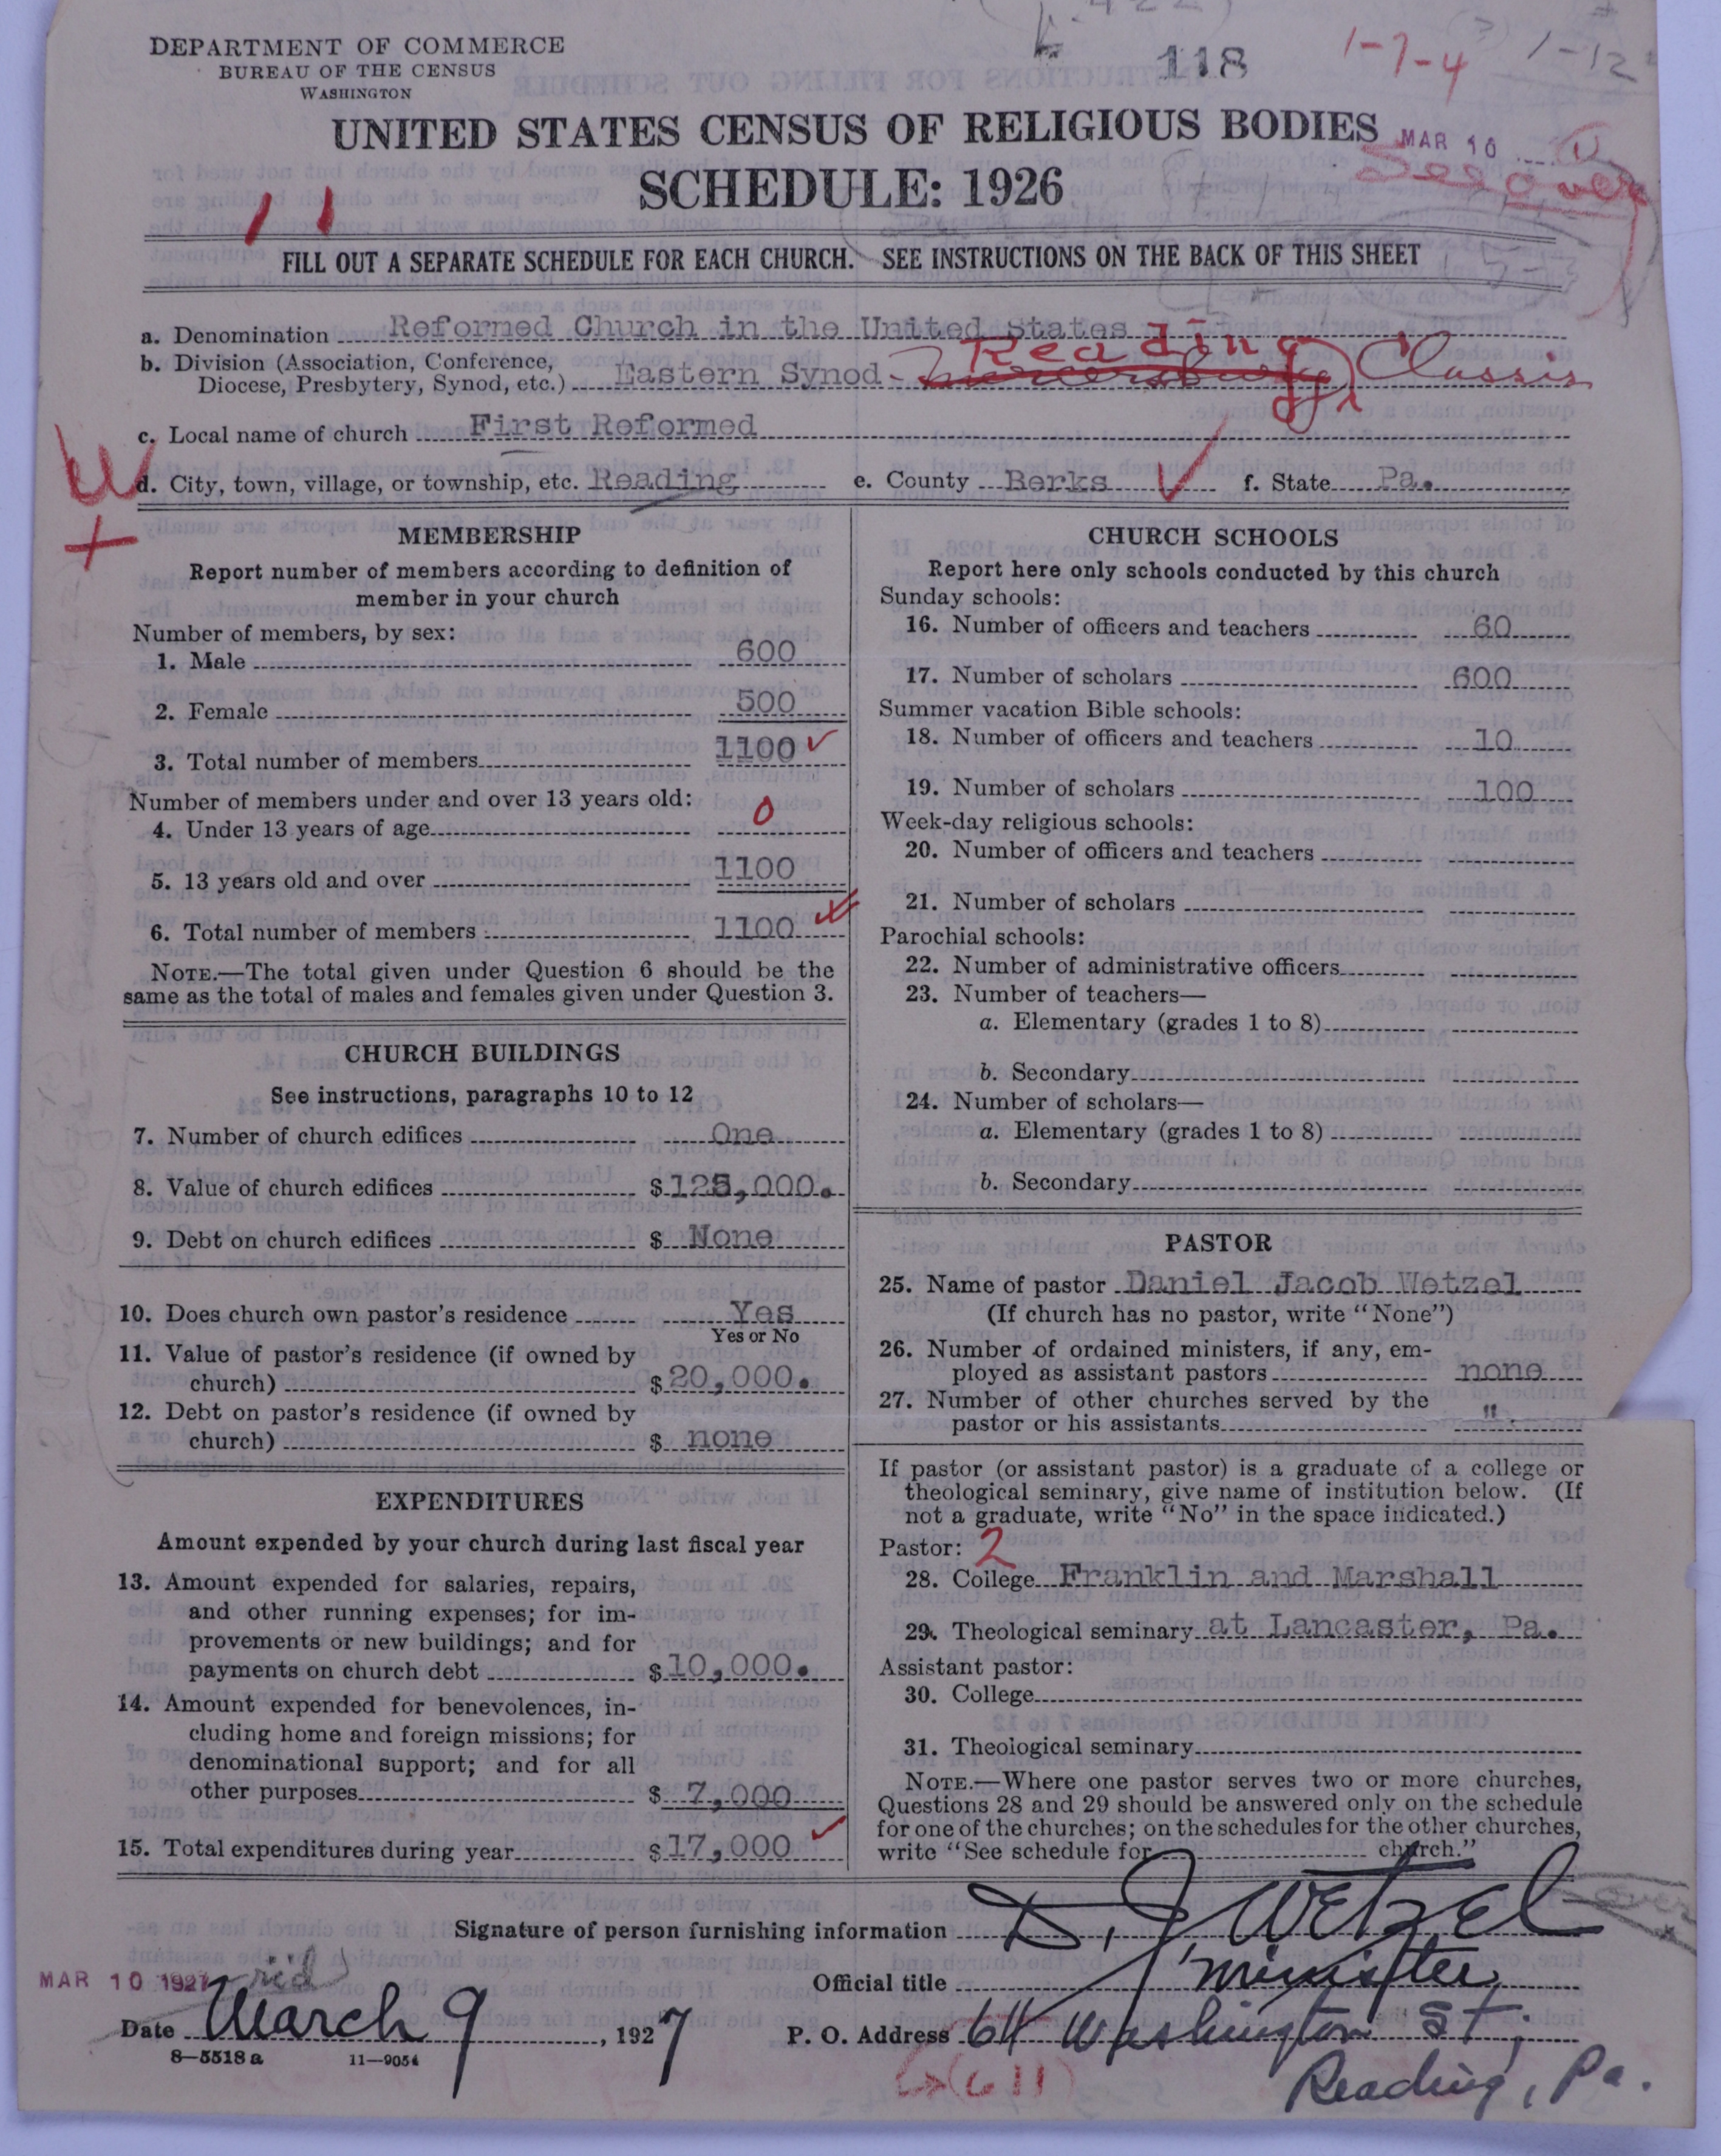 DEPARTMENT OF COMMERCE
BUREAU OF THE CENSUS
WASHINGTON
118
1-7-4
1-12
UNITED STATES CENSUS OF RELIGIOUS BODIES
MAR 10
SCHEDULE: 1926
See over
11
FILL OUT A SEPARATE SCHEDULE FOR EACH CHURCH. SEE INSTRUCTIONS ON THE BACK OF THIS SHEET
a. Denomination Reformed Church in the United States
b. Division (Association, Conference, Diocese, Presbytery, Synod, etc.) Eastern Synod - Mercersburg Reading Classis
c. Local name of church First Reformed
d. City, town, village, or township, etc. Reading e. County Berks f. State Pa.
MEMBERSHIP
Report number of members according to definition of
member in your church
Number of members, by sex:
1. Male 600
2. Female 500
3. Total number of members 1100
Number of members under and over 13 years old:
4. Under 13 years of age 0
5. 13 years old and over 1100
6. Total number of members 1100
NOTE.—The total given under Question 6 should be the
same as the total of males and females given under Question 3.
CHURCH BUILDINGS
See instructions, paragraphs 10 to 12
7. Number of church edifices One
8. Value of church edifices $125,000.
9. Debt on church edifices $ None
10. Does church own pastor's residence Yes
Yes or No
11. Value of pastor's residence (if owned by
church) $20,000.
12. Debt on pastor's residence (if owned by
church) $ none
EXPENDITURES
Amount expended by your church during last fiscal year
13. Amount expended for salaries, repairs,
and other running expenses; for im-
provements or new buildings; and for
payments on church debt $10,000.
14. Amount expended for benevolences, in-
cluding home and foreign missions; for
denominational support; and for all
other purposes $ 7,000
15. Total expenditures during year $17,000
CHURCH SCHOOLS
Report here only schools conducted by this church
Sunday schools:
16. Number of officers and teachers 60
17. Number of scholars 600
Summer vacation Bible schools:
18. Number of officers and teachers 10
19. Number of scholars 100
Week-day religious schools:
20. Number of officers and teachers
21. Number of scholars
Parochial schools:
22. Number of administrative officers
23. Number of teachers—
a. Elementary (grades 1 to 8)
b. Secondary
24. Number of scholars—
a. Elementary (grades 1 to 8)
b. Secondary
PASTOR
25. Name of pastor Daniel Jacob Wetzel
(If church has no pastor, write "None")
26. Number of ordained ministers, if any, em-
ployed as assistant pastors none
27. Number of other churches served by the
pastor or his assistants "
If pastor (or assistant pastor) is a graduate of a college or
theological seminary, give name of institution below. (If
not a graduate, write "No" in the space indicated.)
Pastor: 2
28. College Franklin and Marshall
29. Theological seminary at Lancaster, Pa.
Assistant pastor:
30. College
31. Theological seminary
NOTE.—Where one pastor serves two or more churches,
Questions 28 and 29 should be answered only on the schedule
for one of the churches; on the schedules for the other churches,
write "See schedule for church."
Signature of person furnishing information D. J. Wetzel
over
MAR 10 1927
Official title minister
Date March 9, 1927 P. O. Address 611 Washington St.,
8-5518a 11-9054
(611)
Reading, Pa.